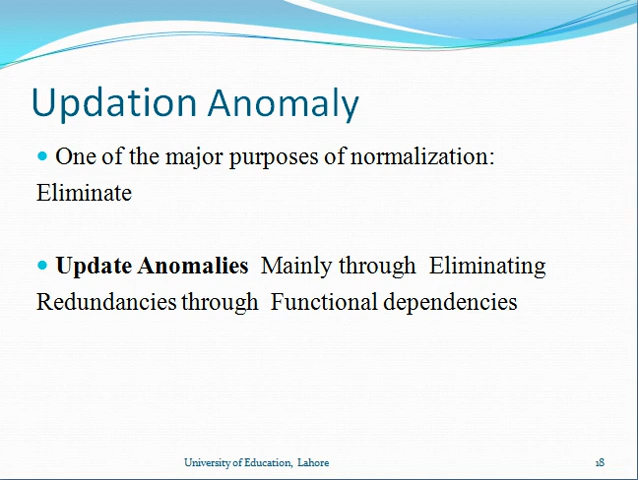 Updation Anomaly
• One of the major purposes of normalization:
Eliminate
• Update Anomalies Mainly through Eliminating
Redundancies through Functional dependencies
University of Education, Lahore
18